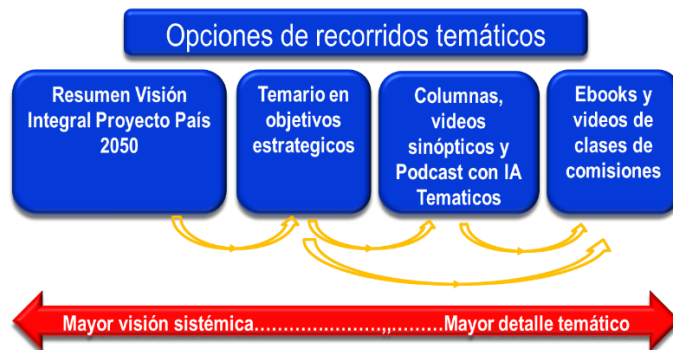 Opciones de recorridos temáticos
Resumen Visión
Integral Proyecto País
2050
Temario en
objetivos
estrategicos
Columnas,
videos
sinópticos y
Podcast con IA
Tematicos
Ebooks y
videos de
clases de
comisiones
Mayor visión sistémica……………..………,,………Mayor detalle temático